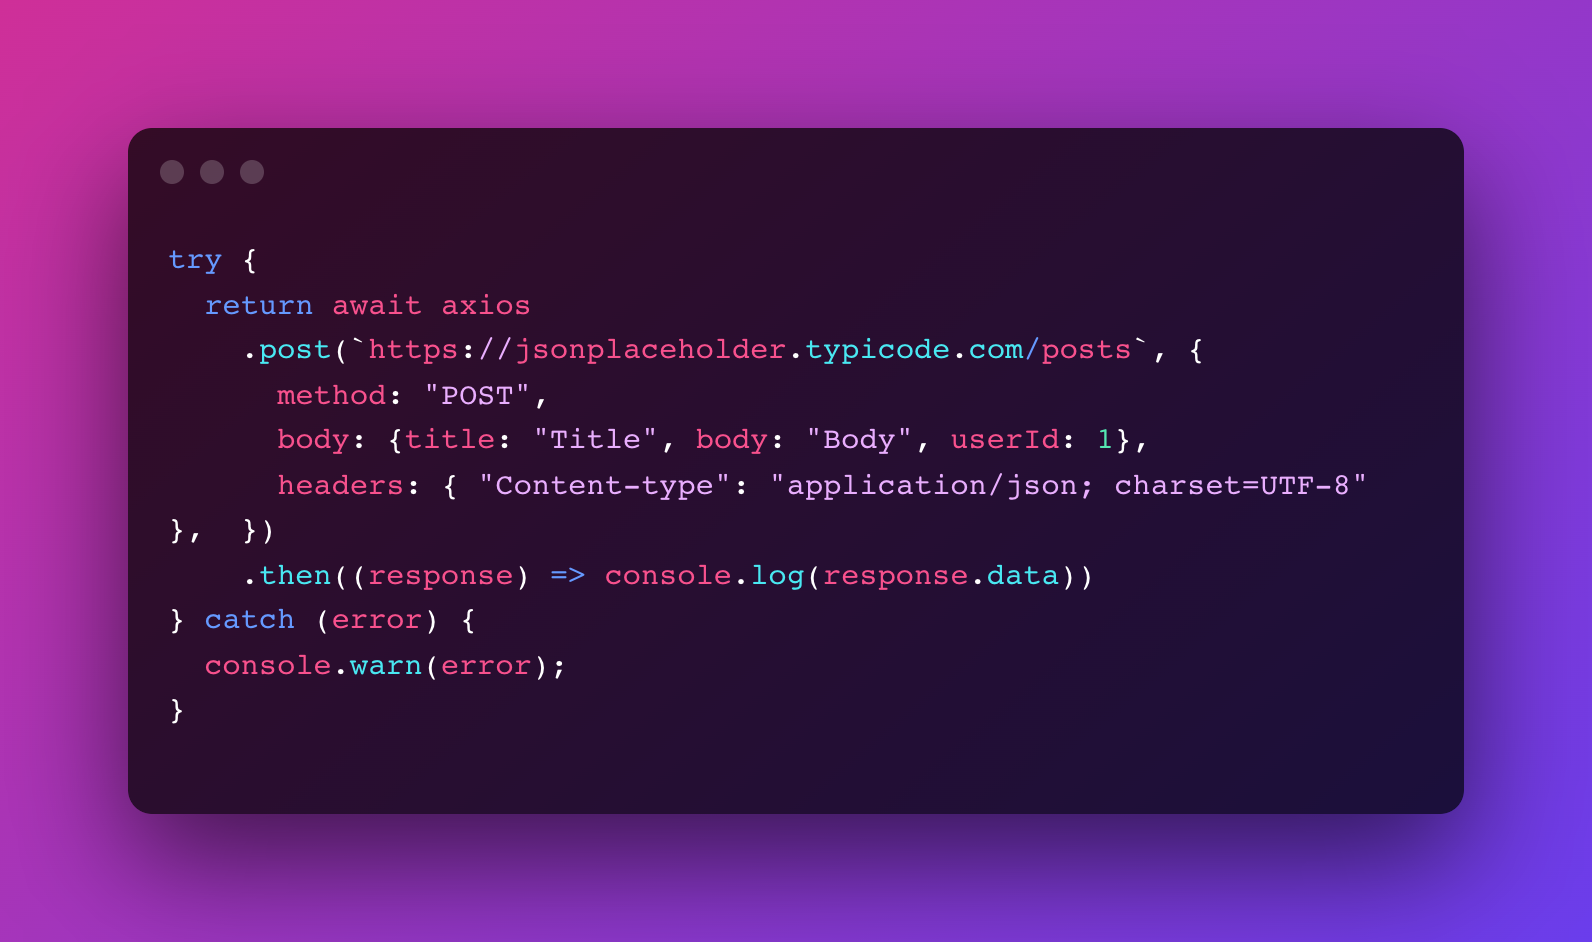 try {
  return await axios
    .post(`https://jsonplaceholder.typicode.com/posts`, {
      method: "POST",
      body: {title: "Title", body: "Body", userId: 1},
      headers: { "Content-type": "application/json; charset=UTF-8"
},  })
    .then((response) => console.log(response.data))
} catch (error) {
  console.warn(error);
}